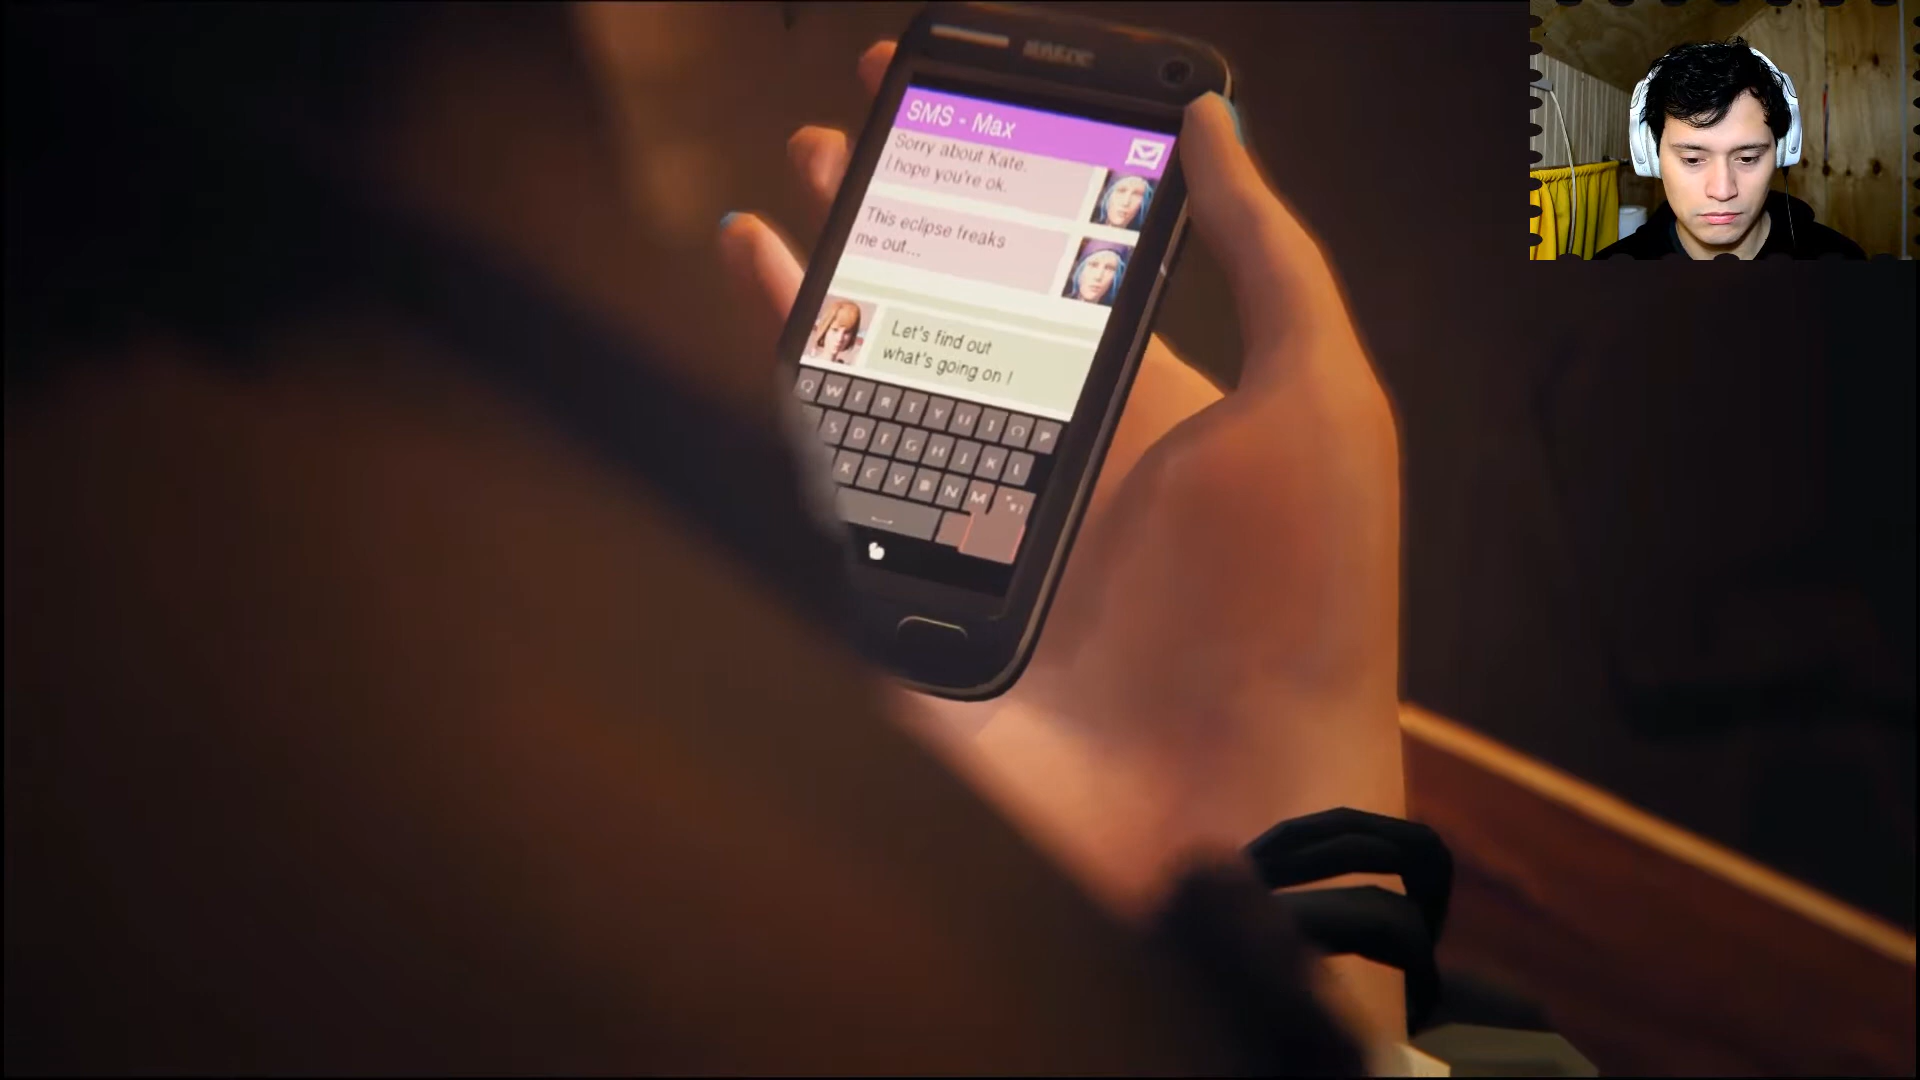 SMS - Max
Sorry about Kate.
I hope you're ok.
This eclipse freaks
me out...
Let's find out
what's going on !
Q W E R T Y U I O P
S D F G H J K L
X C V B N M